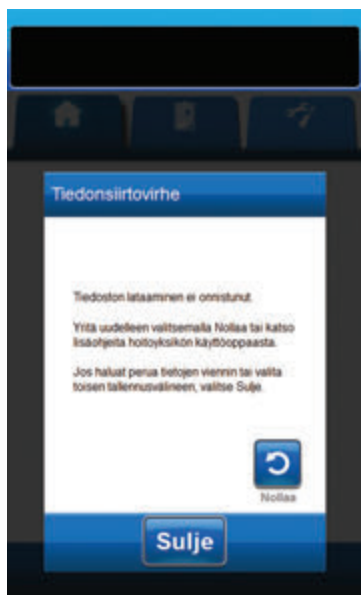 Tiedonsiirtovirhe
Tiedoston lataaminen ei onnistunut.
Yritä uudelleen valitsemalla Nollaa tai katso
lisäohjeita hoitoyksikön käyttöoppaasta.
Jos haluat perua tietojen viennin tai valita
toisen tallennusvälineen, valitse Sulje.
Nollaa
Sulje